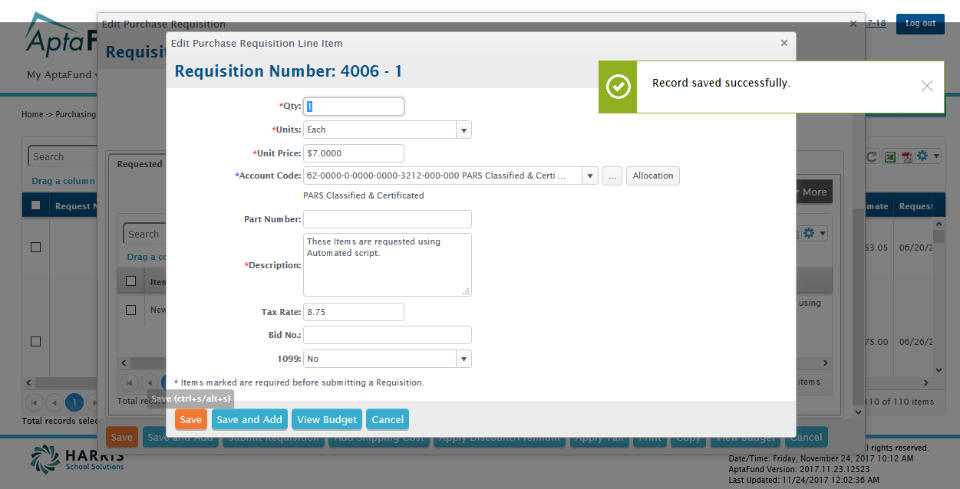 Edit Purchase Requisition
7-18
Log out
AptaF
Requisi
Edit Purchase Requisition Line Item
My AptaFund
Requisition Number: 4006 - 1
Record saved successfully.
Home -> Purchasing
*Qty: 1
*Units: Each
Search
Requested
*Unit Price: $7.0000
Drag a column
*Account Code: 62-0000-0-0000-0000-3212-000-000 PARS Classified & Certi ...
...
Allocation
PARS Classified & Certificated
More
Request N
mate
Reques
Part Number:
Search
These Items are requested using
Automated script.
53.05
06/20/2
Drag a co
*Description:
Item
New
using
Tax Rate: 8.75
Bid No.:
75.00
06/26/2
1099: No
* Items marked are required before submitting a Requisition.
items
Save (ctrl+s/alt+s)
Total record
110 of 110 items
Save
Save and Add
View Budget
Cancel
Total records selec
Save
Save and Add
Submit Requisition
Add Shipping Cost
Apply Discount/Premium
Apply Tax
Print
Copy
View Budget
Cancel
HARRIS
School Solutions
l rights reserved.
Date/Time: Friday, November 24, 2017 10:12 AM
AptaFund Version: 2017.11.23.12523
Last Updated: 11/24/2017 12:02:36 AM